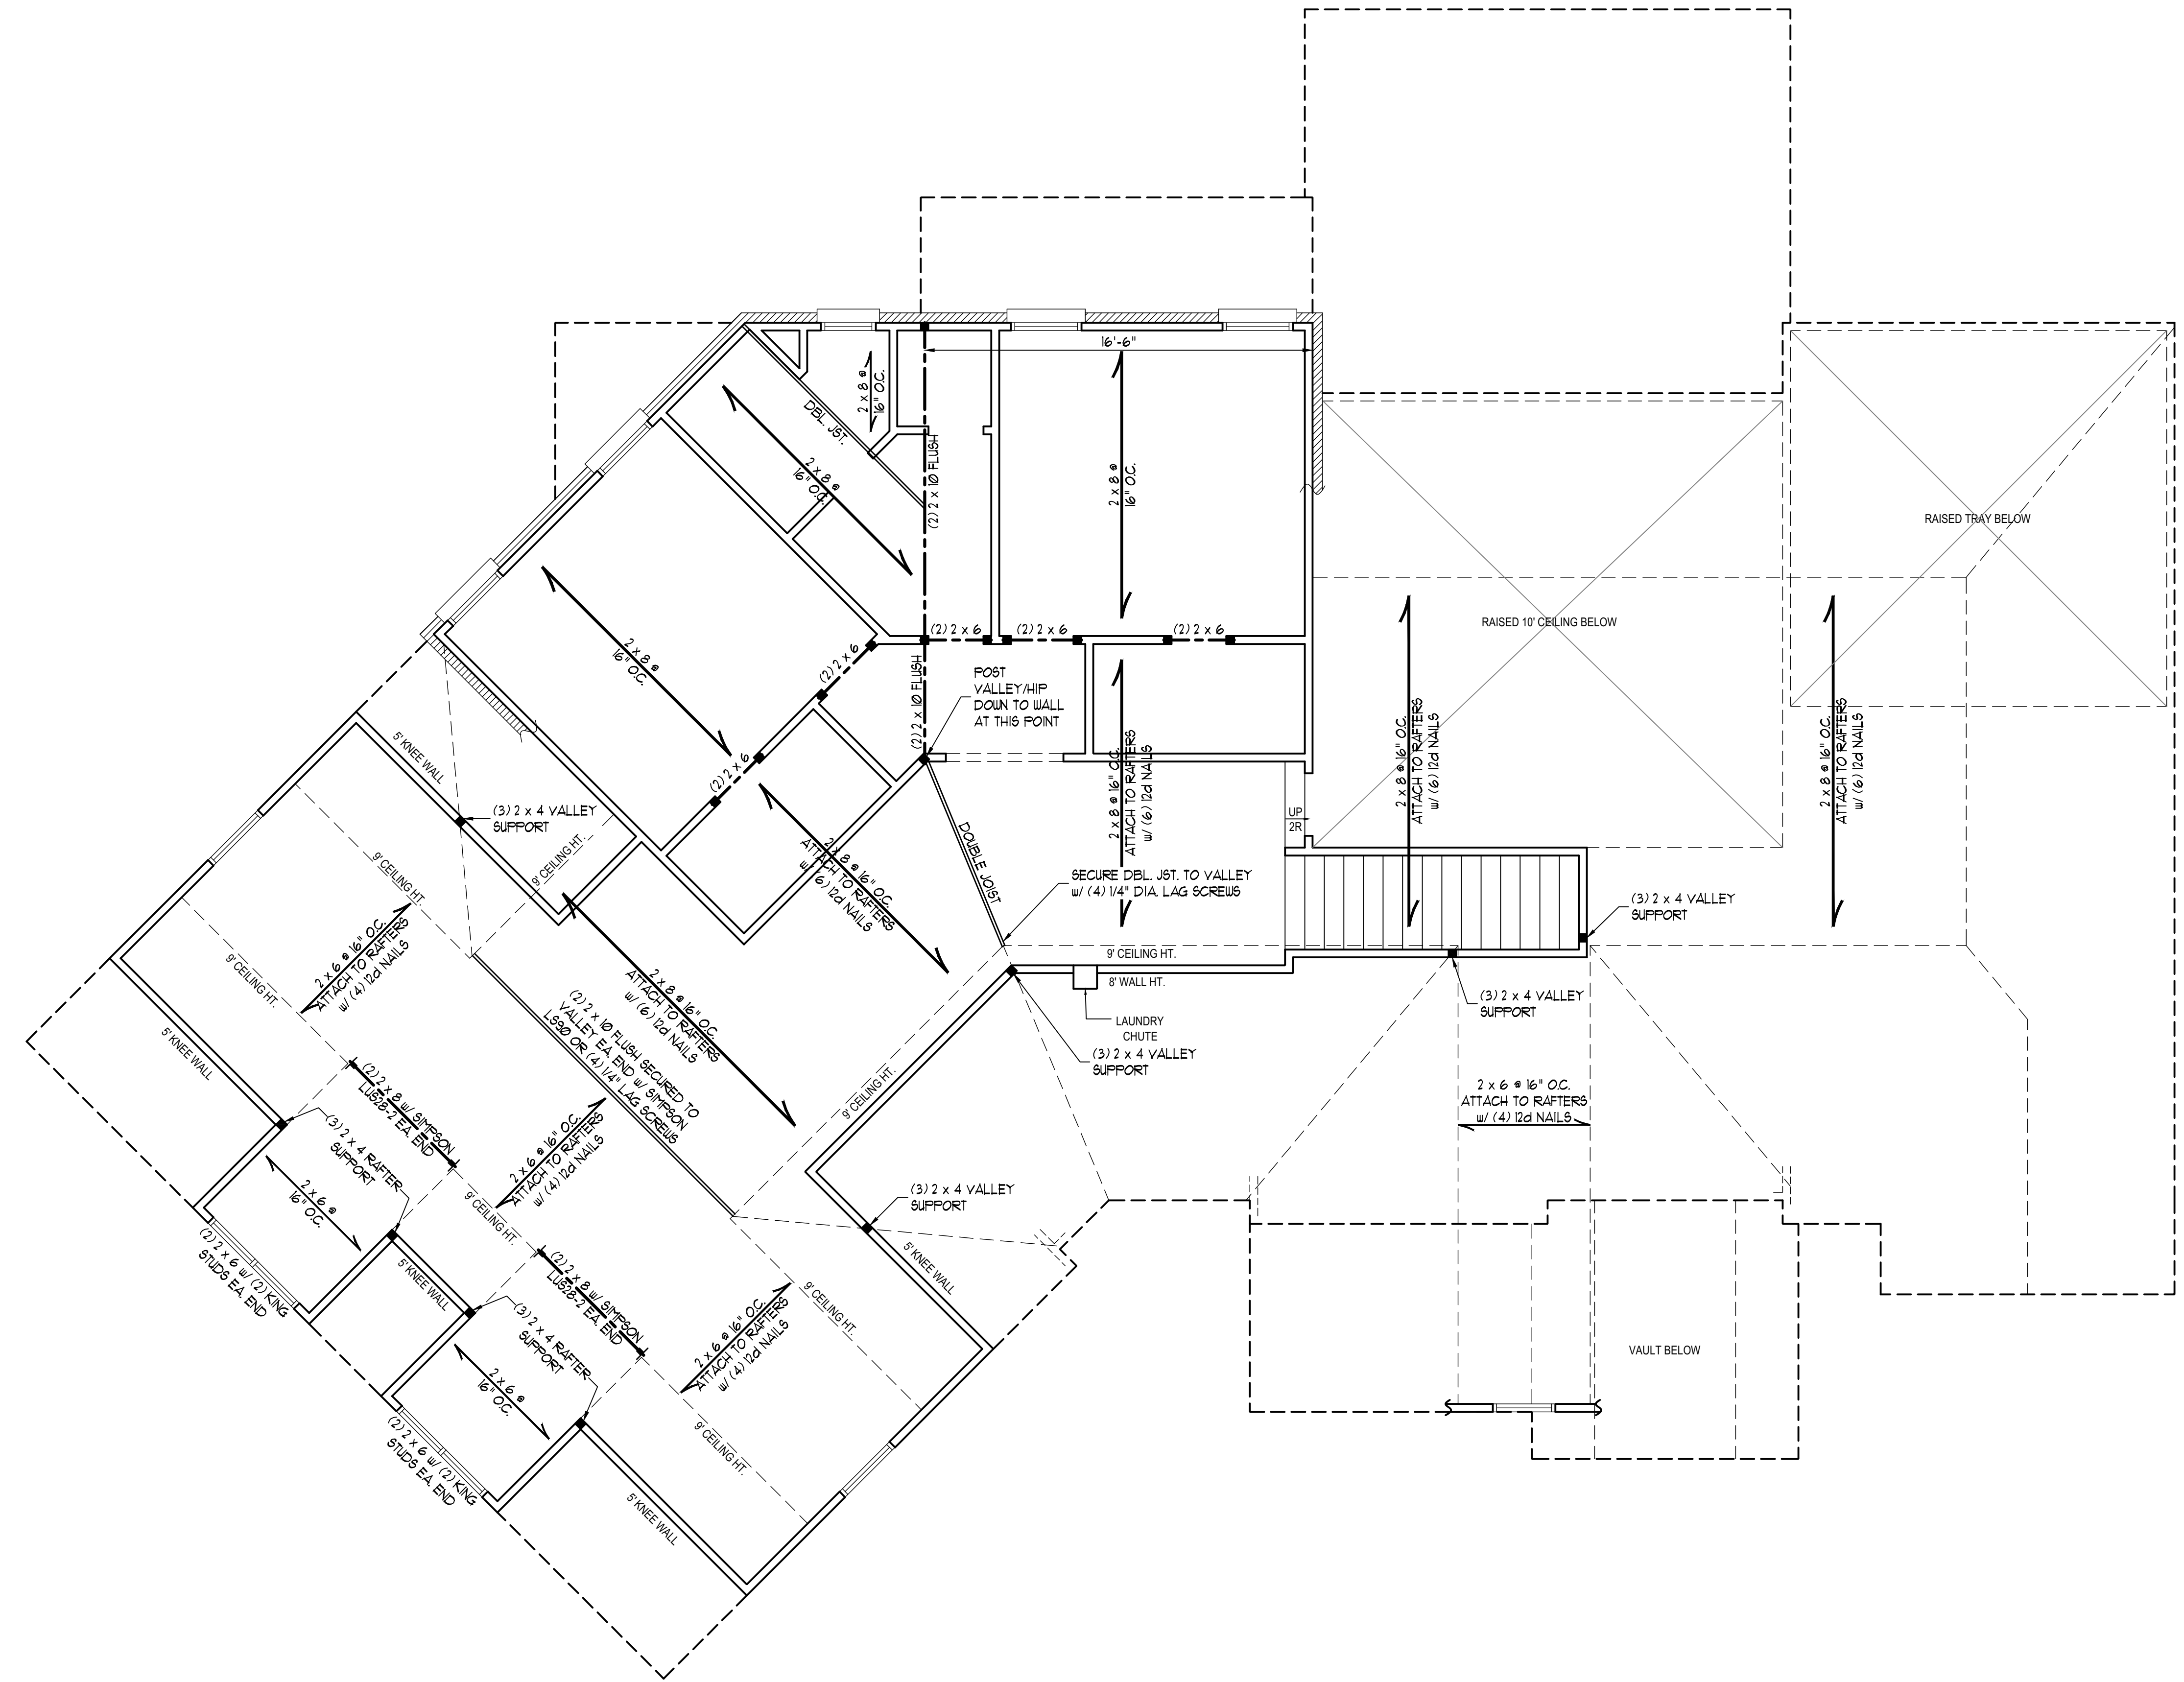 16'-6"
2 x 8 @
16" O.C.
DBL. JST.
2 x 8 @
16" O.C.
(2) 2 x 10 FLUSH
2 x 8 @
16" O.C.
RAISED TRAY BELOW
RAISED 10' CEILING BELOW
(2) 2 x 6
(2) 2 x 6
(2) 2 x 6
2 x 8 @
16" O.C.
(2) 2 x 6
(2) 2 x 10 FLUSH
POST
VALLEY/HIP
DOWN TO WALL
AT THIS POINT
2 x 8 @ 16" O.C.
ATTACH TO RAFTERS
w/ (6) 12d NAILS
2 x 8 @ 16" O.C.
ATTACH TO RAFTERS
w/ (6) 12d NAILS
2 x 8 @ 16" O.C.
ATTACH TO RAFTERS
w/ (6) 12d NAILS
5' KNEE WALL
(2) 2 x 6
(3) 2 x 4 VALLEY
SUPPORT
9' CEILING HT.
9' CEILING HT.
2 x 8 @ 16" O.C.
ATTACH TO RAFTERS
w/ (6) 12d NAILS
DOUBLE JOIST
UP
2R
SECURE DBL. JST. TO VALLEY
w/ (4) 1/4" DIA. LAG SCREWS
(3) 2 x 4 VALLEY
SUPPORT
9' CEILING HT.
8' WALL HT.
LAUNDRY
CHUTE
(3) 2 x 4 VALLEY
SUPPORT
(3) 2 x 4 VALLEY
SUPPORT
9' CEILING HT.
2 x 6 @ 16" O.C.
ATTACH TO RAFTERS
w/ (4) 12d NAILS
2 x 8 @ 16" O.C.
ATTACH TO RAFTERS
w/ (6) 12d NAILS
(2) 2 x 10 FLUSH SECURED TO
VALLEY EA. END w/ SIMPSON
LS90 OR (4) 1/4" LAG SCREWS
5' KNEE WALL
(2) 2 x 8 w/ SIMPSON
LUS28-2 EA. END
(3) 2 x 4 RAFTER
SUPPORT
9' CEILING HT.
2 x 6 @ 16" O.C.
ATTACH TO RAFTERS
w/ (4) 12d NAILS
2 x 6 @ 16" O.C.
ATTACH TO RAFTERS
w/ (4) 12d NAILS
2 x 6 @
16" O.C.
9' CEILING HT.
(3) 2 x 4 VALLEY
SUPPORT
5' KNEE WALL
(2) 2 x 6 w/ (2) KING
STUDS EA. END
5' KNEE WALL
(2) 2 x 8 w/ SIMPSON
LUS28-2 EA. END
(3) 2 x 4 RAFTER
SUPPORT
2 x 6 @ 16" O.C.
ATTACH TO RAFTERS
w/ (4) 12d NAILS
9' CEILING HT.
VAULT BELOW
2 x 6 @
16" O.C.
(2) 2 x 6 w/ (2) KING
STUDS EA. END
9' CEILING HT.
5' KNEE WALL